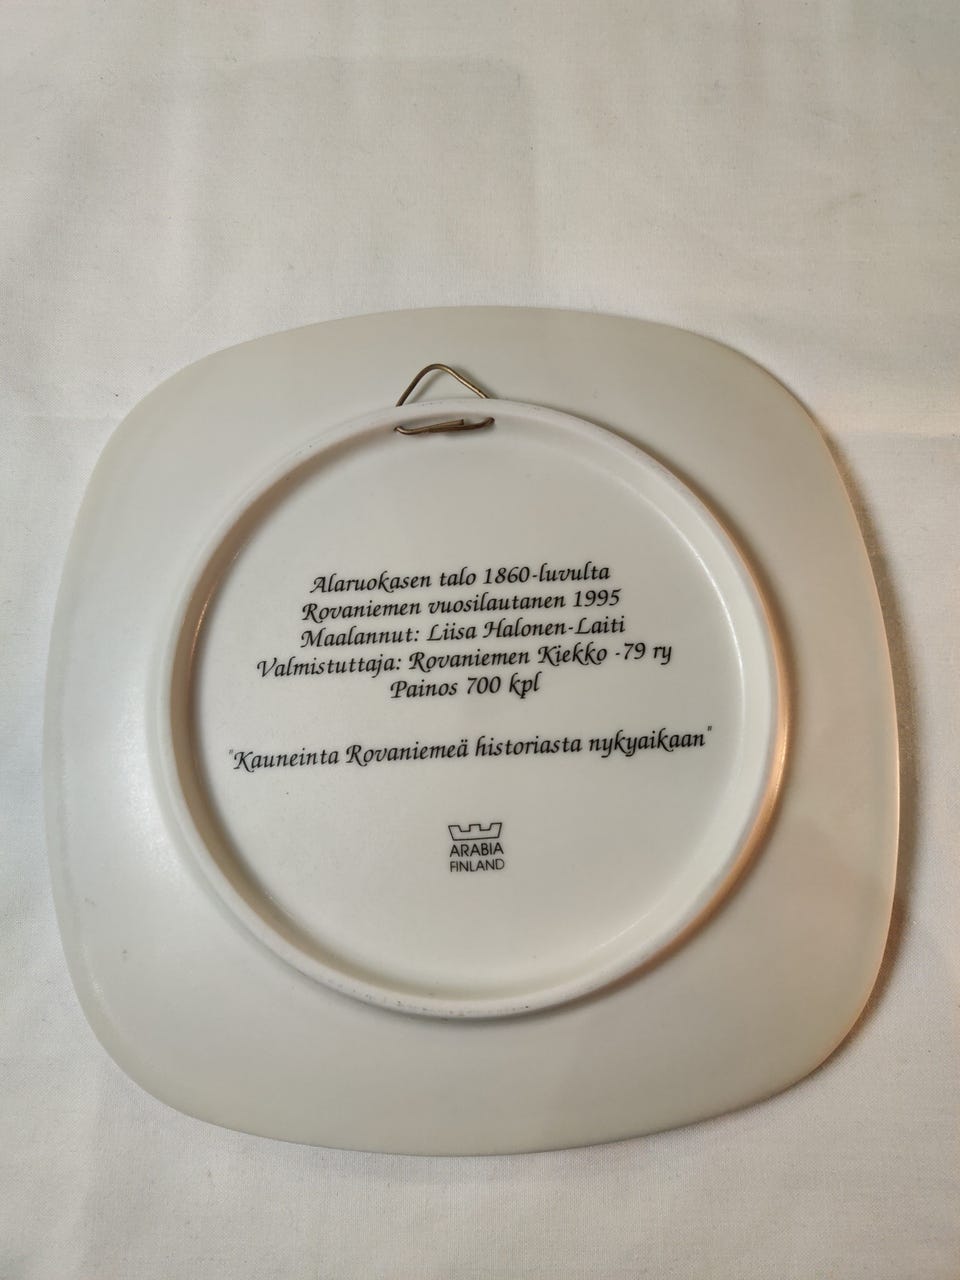 Alaruokasen talo 1860-luvulta
Rovaniemen vuosilautanen 1995
Maalannut: Liisa Halonen-Laiti
Valmistuttaja: Rovaniemen Kiekko -79 ry
Painos 700 kpl
"Kauneinta Rovaniemeä historiasta nykyaikaan"
ARABIA
FINLAND